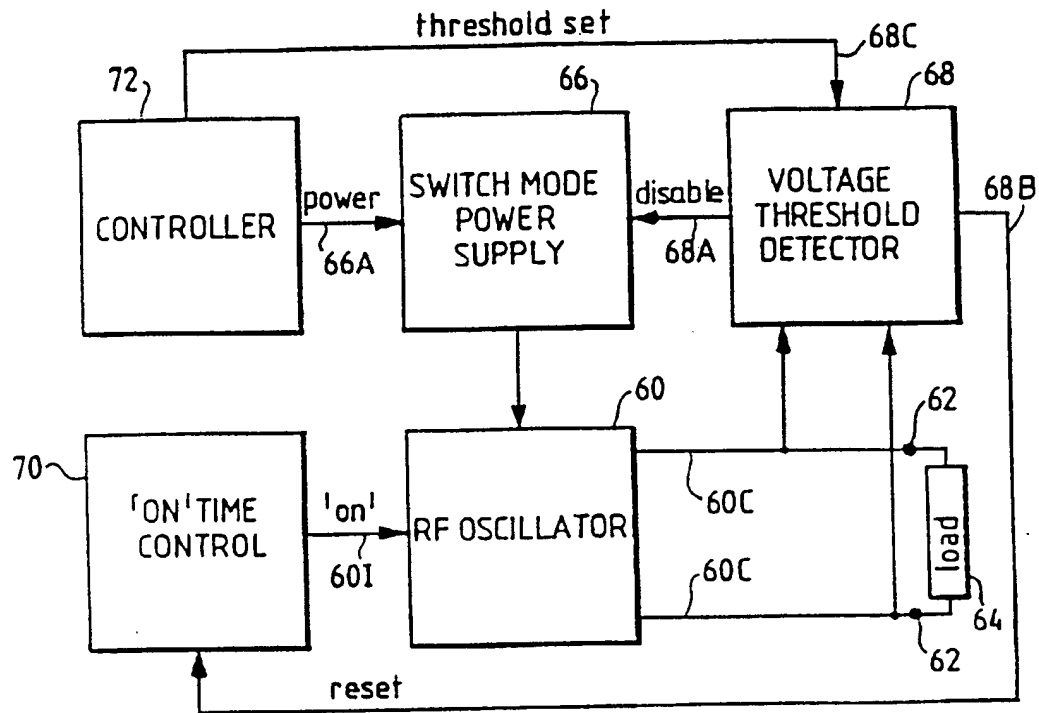 threshold set
68C
72
66
68
CONTROLLER
power
66A
SWITCH MODE
POWER
SUPPLY
disable
68A
VOLTAGE
THRESHOLD
DETECTOR
68B
60
62
70
'ON' TIME
CONTROL
'on'
60I
RF OSCILLATOR
60C
60C
load
64
62
reset